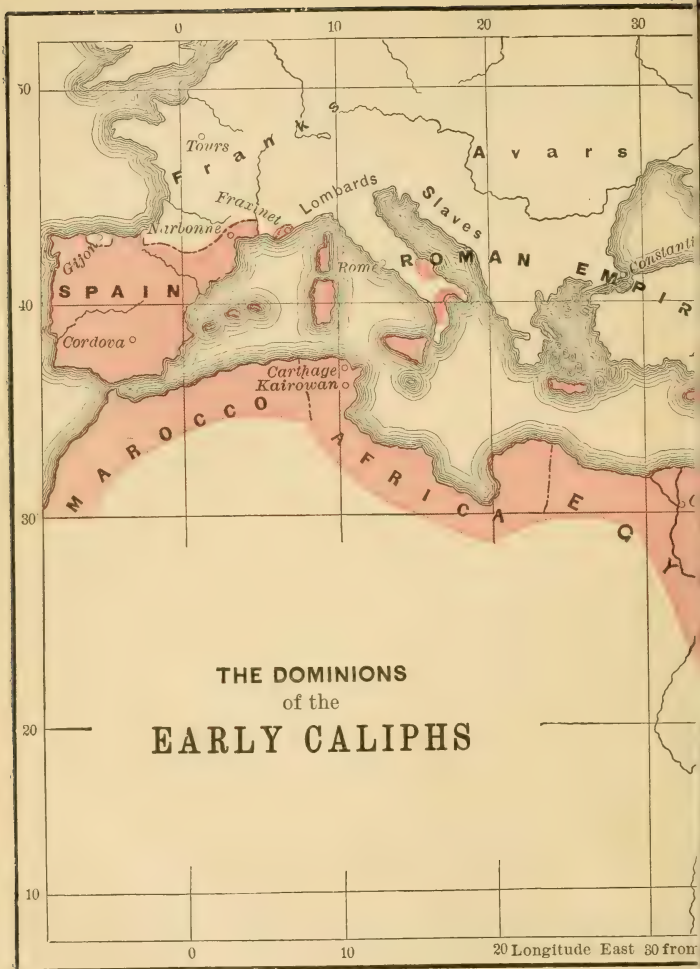 0 10 20 30
50
Tours
Franks
Avars
Lombards
Slaves
Fraxinet
Narbonne
Gijon
Rome
ROMAN EMPIR
Constanti
SPAIN
40
Cordova
Carthage
Kairowan
MAROCCO
AFRICA
EGY
30
THE DOMINIONS
of the
EARLY CALIPHS
20
10
0 10 20 Longitude East 30 from